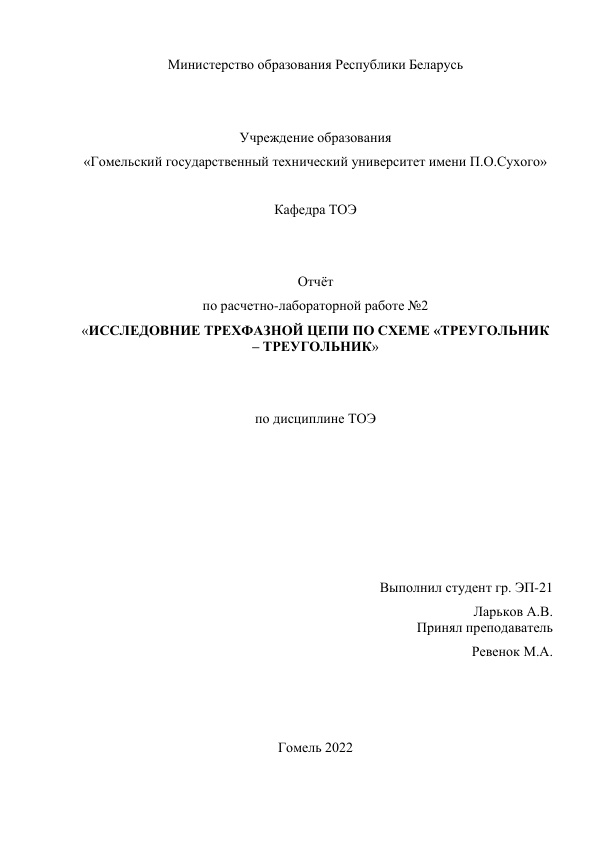 Министерство образования Республики Беларусь
Учреждение образования
«Гомельский государственный технический университет имени П.О.Сухого»
Кафедра ТОЭ
Отчёт
по расчетно-лабораторной работе №2
«ИССЛЕДОВНИЕ ТРЕХФАЗНОЙ ЦЕПИ ПО СХЕМЕ «ТРЕУГОЛЬНИК
– ТРЕУГОЛЬНИК»
по дисциплине ТОЭ
Выполнил студент гр. ЭП-21
Ларьков А.В.
Принял преподаватель
Ревенок М.А.
Гомель 2022